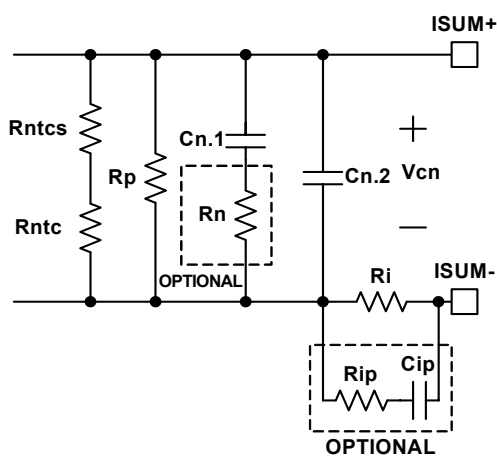 ISUM+
Rntcs
Cn.1
+
Rp
Cn.2
Vcn
Rntc
Rn
−
OPTIONAL
Ri
ISUM-
Rip
Cip
OPTIONAL